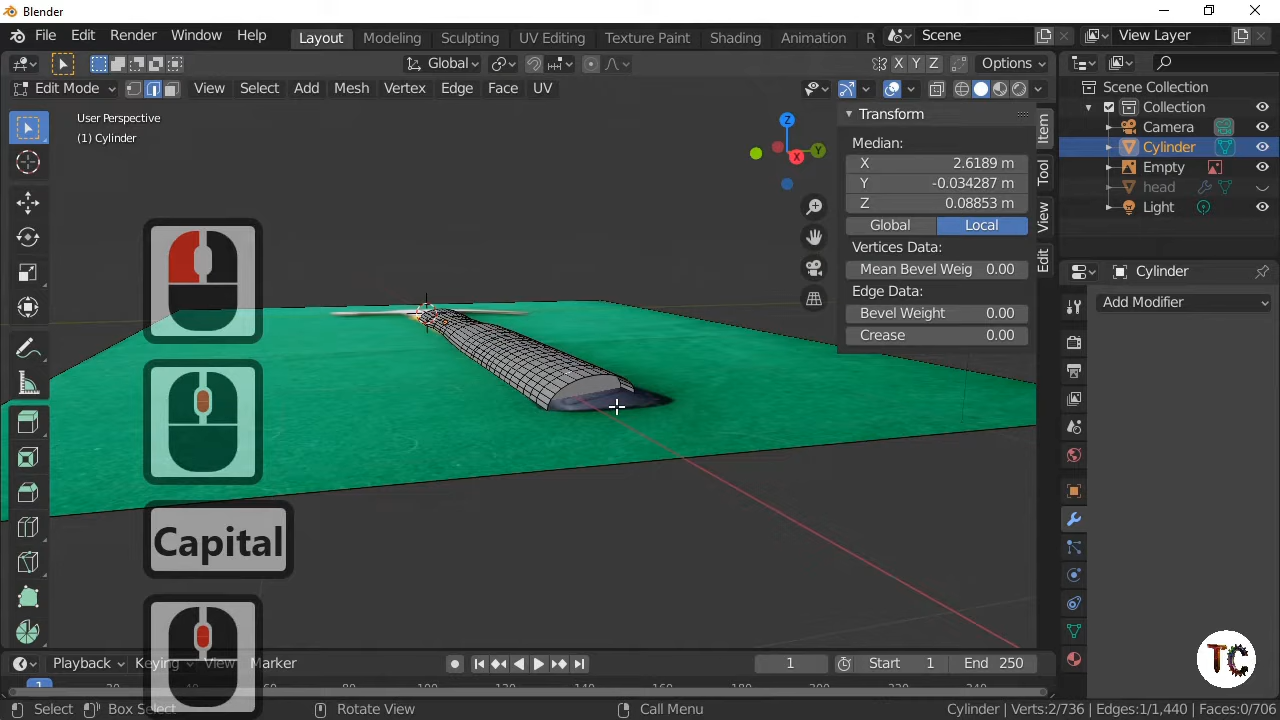 Blender
File Edit Render Window Help
Layout Modeling Sculpting UV Editing Texture Paint Shading Animation R
Scene
View Layer
Global
X Y Z
Options
Edit Mode
View Select Add Mesh Vertex Edge Face UV
User Perspective
(1) Cylinder
Z
X
Y
Transform
Median:
X 2.6189 m
Y -0.034287 m
Z 0.08853 m
Global Local
Vertices Data:
Mean Bevel Weig 0.00
Edge Data:
Bevel Weight 0.00
Crease 0.00
Item
Tool
View
Edit
Scene Collection
Collection
Camera
Cylinder
Empty
head
Light
Cylinder
Add Modifier
Capital
Playback Keying View Marker
1
Start 1
End 250
1
80
100
TC
Select Box Select Rotate View Call Menu
Cylinder | Verts:2/736 | Edges:1/1,440 | Faces:0/706